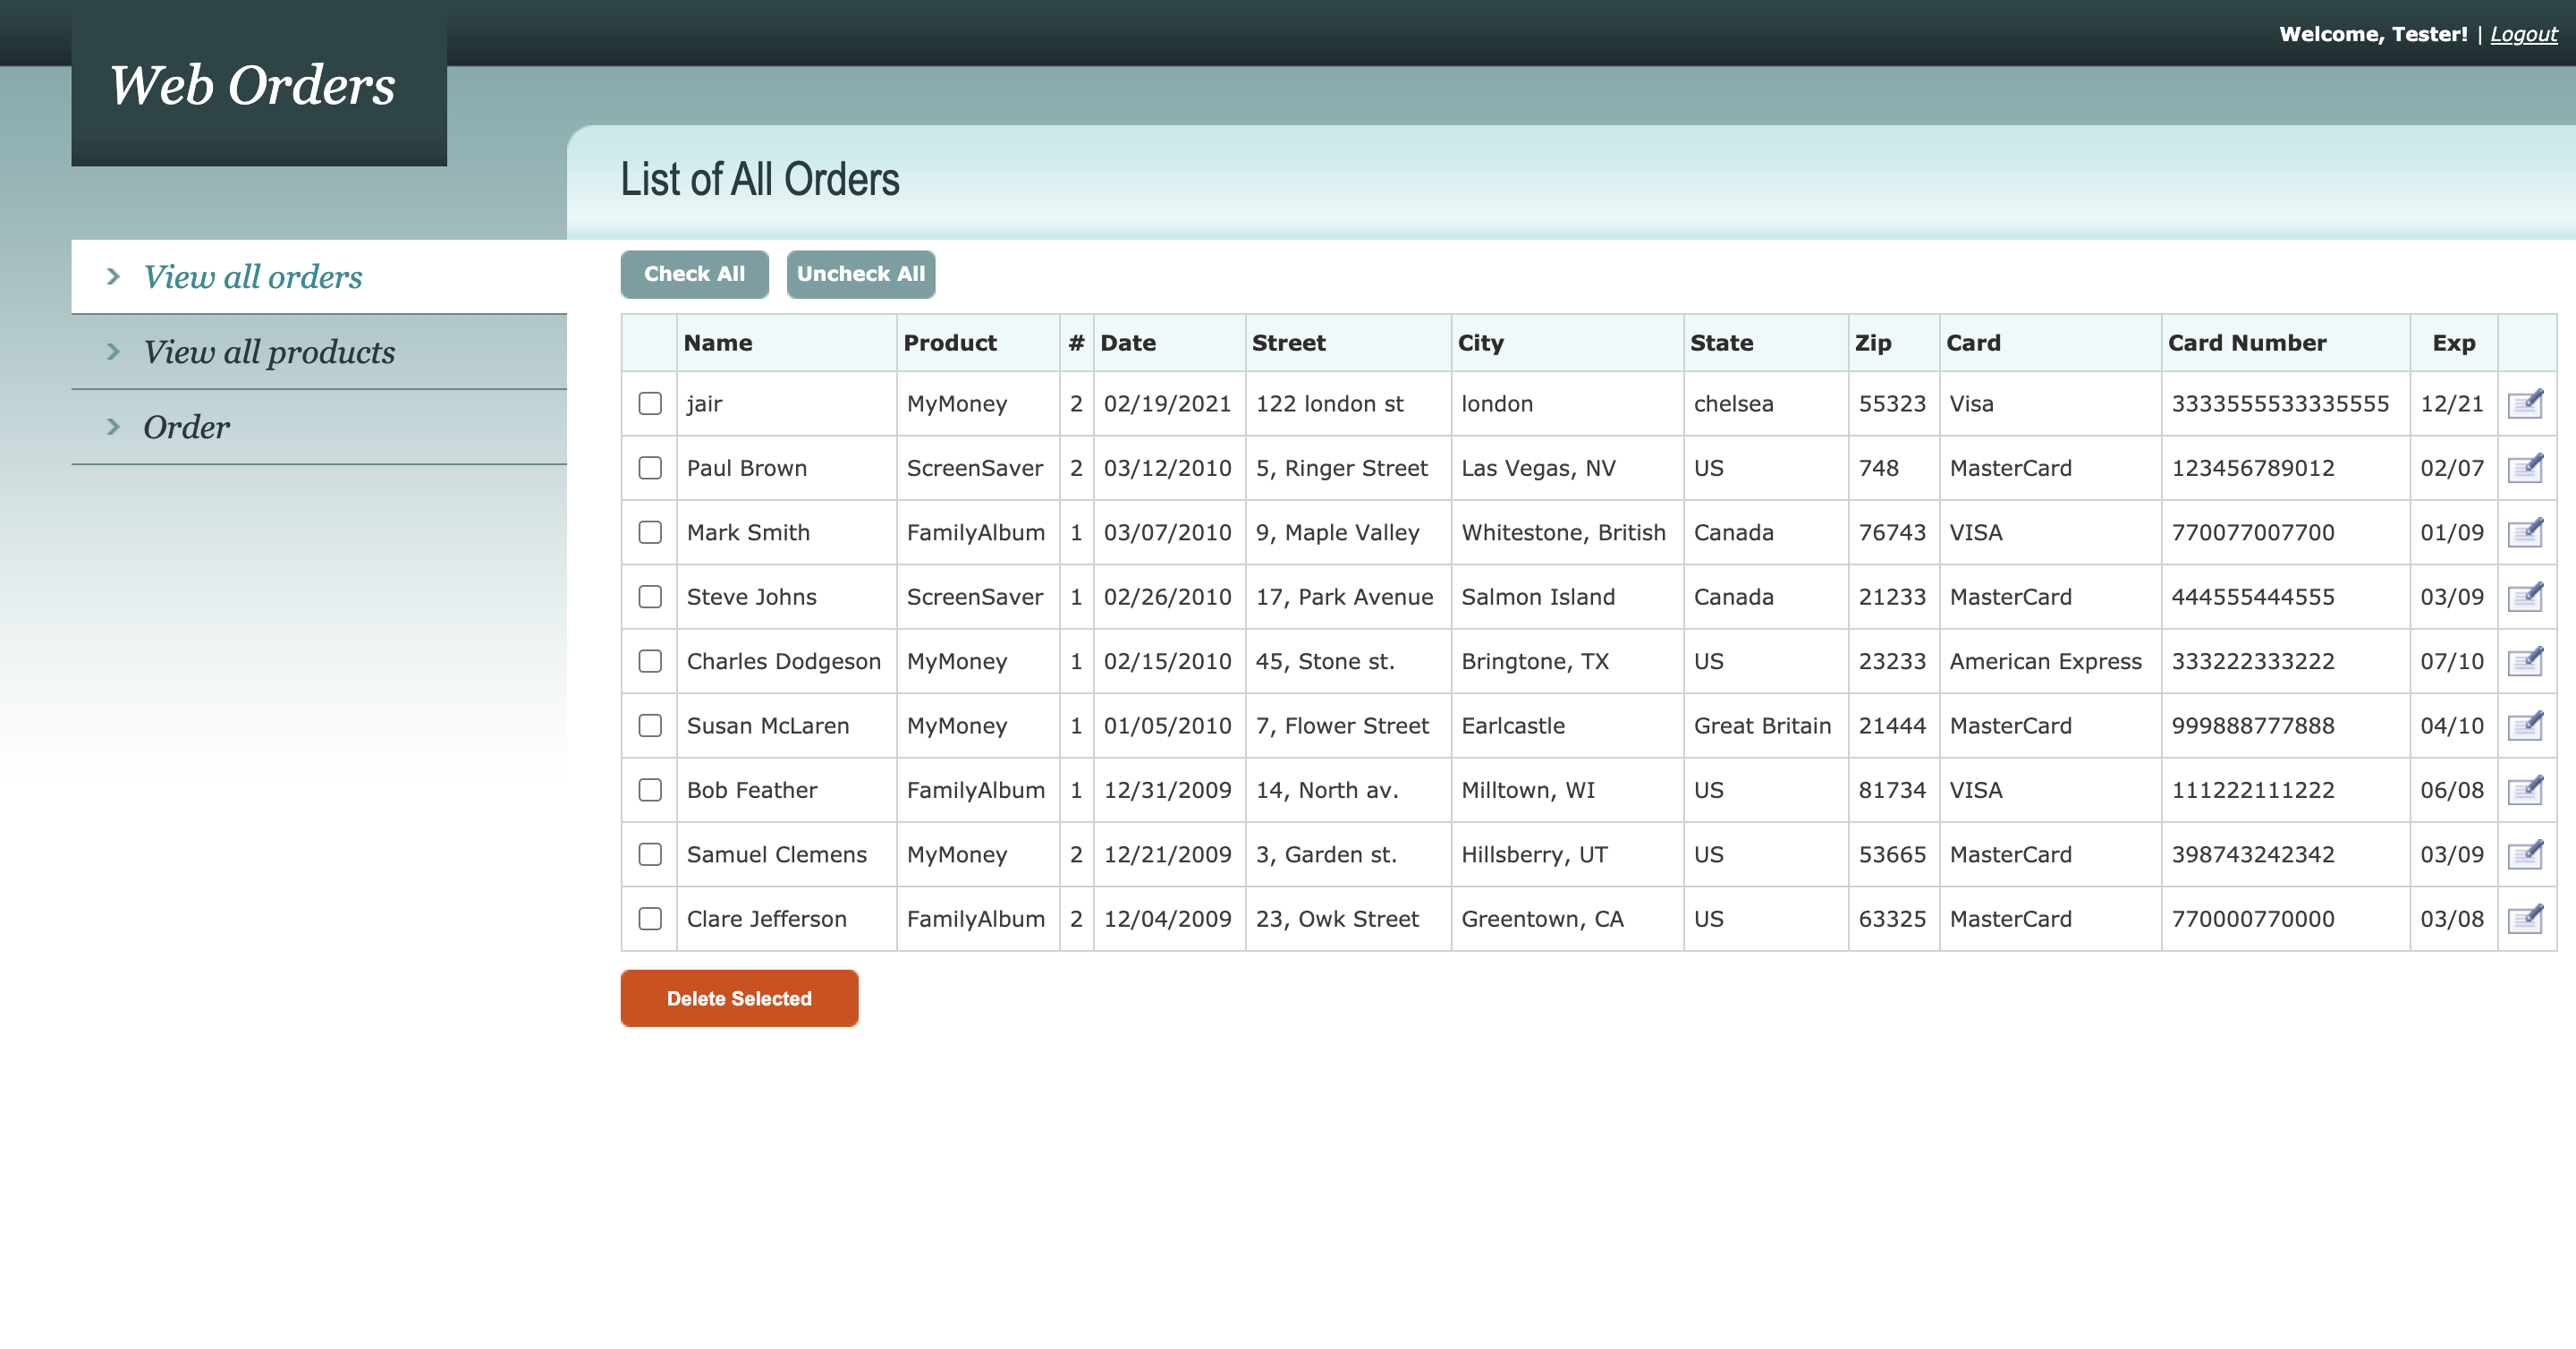 Welcome, Tester! | Logout
Web Orders
List of All Orders
View all orders
View all products
Order
Check All Uncheck All
Name Product # Date Street City State Zip Card Card Number Exp
jair MyMoney 2 02/19/2021 122 london st london chelsea 55323 Visa 3333555533335555 12/21
Paul Brown ScreenSaver 2 03/12/2010 5, Ringer Street Las Vegas, NV US 748 MasterCard 123456789012 02/07
Mark Smith FamilyAlbum 1 03/07/2010 9, Maple Valley Whitestone, British Canada 76743 VISA 770077007700 01/09
Steve Johns ScreenSaver 1 02/26/2010 17, Park Avenue Salmon Island Canada 21233 MasterCard 444555444555 03/09
Charles Dodgeson MyMoney 1 02/15/2010 45, Stone st. Bringtone, TX US 23233 American Express 333222333222 07/10
Susan McLaren MyMoney 1 01/05/2010 7, Flower Street Earlcastle Great Britain 21444 MasterCard 999888777888 04/10
Bob Feather FamilyAlbum 1 12/31/2009 14, North av. Milltown, WI US 81734 VISA 111222111222 06/08
Samuel Clemens MyMoney 2 12/21/2009 3, Garden st. Hillsberry, UT US 53665 MasterCard 398743242342 03/09
Clare Jefferson FamilyAlbum 2 12/04/2009 23, Owk Street Greentown, CA US 63325 MasterCard 770000770000 03/08
Delete Selected